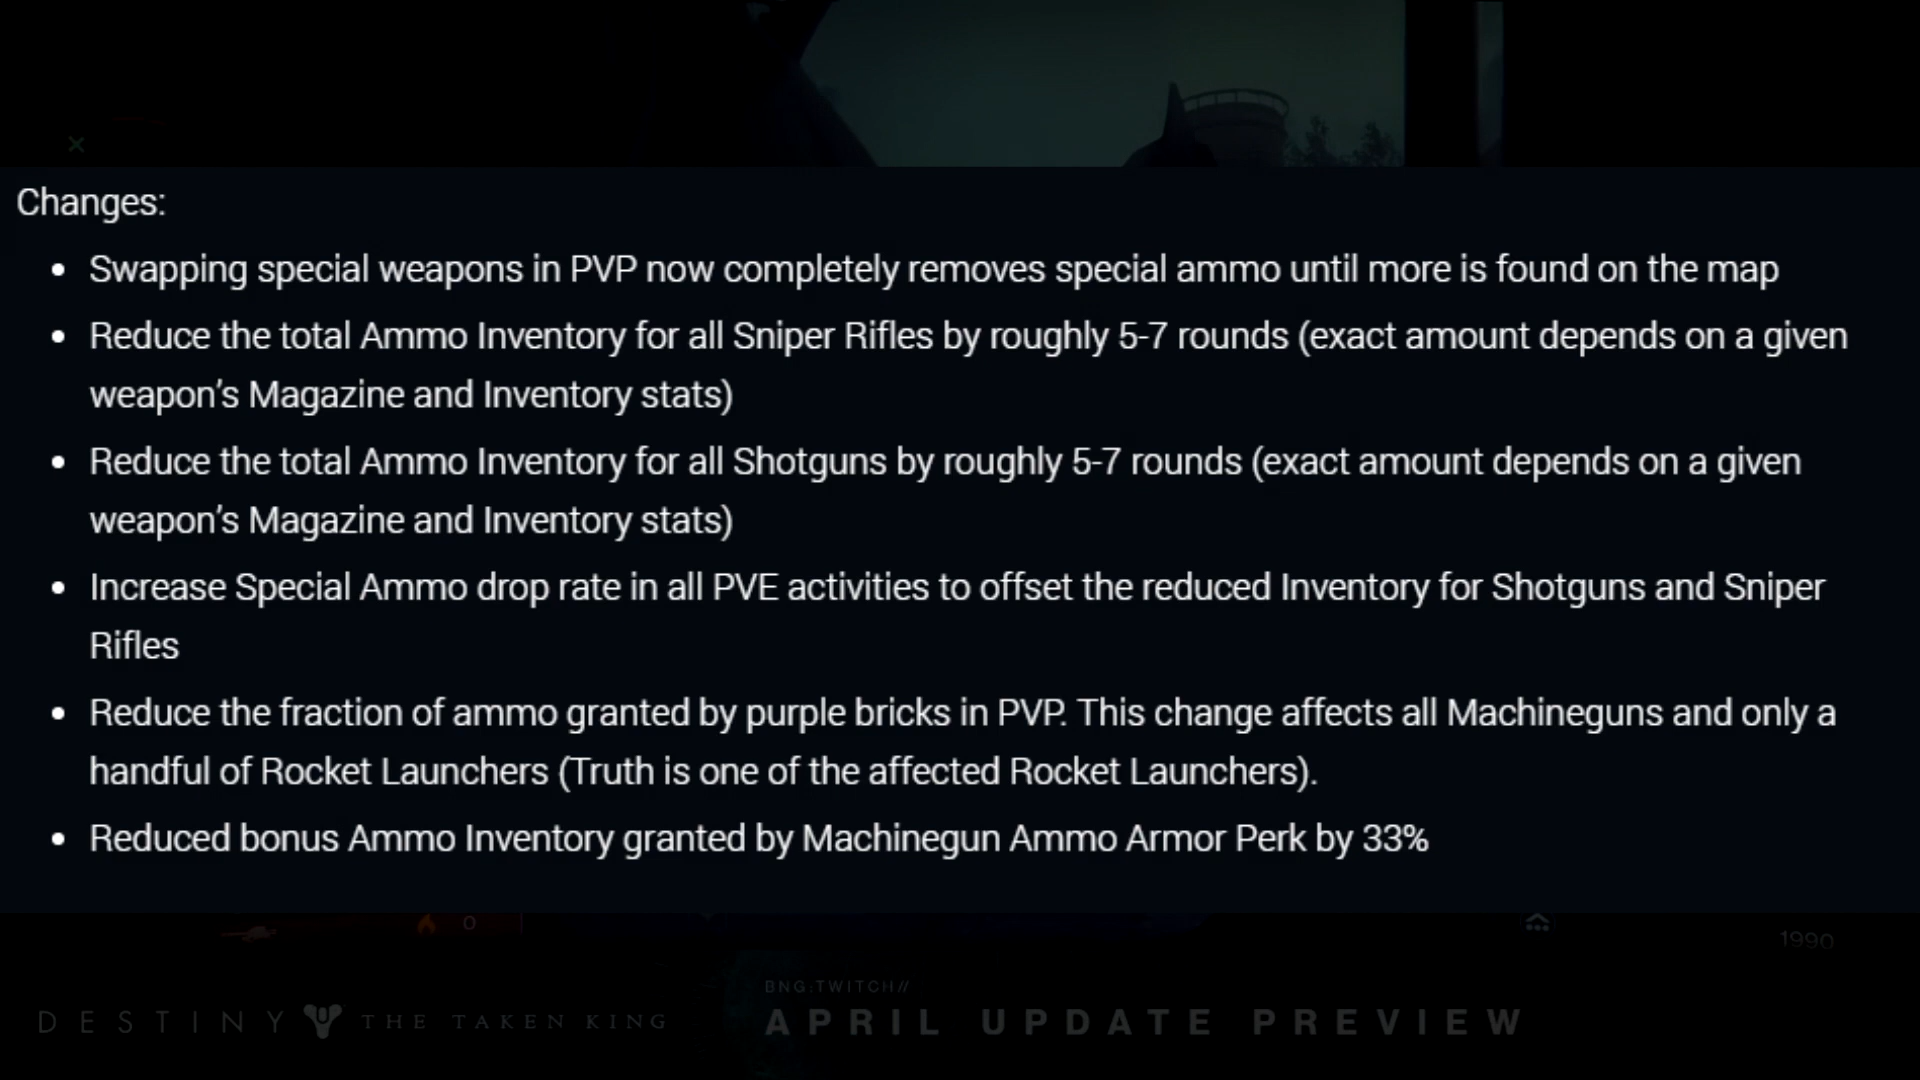 Changes:
Swapping special weapons in PVP now completely removes special ammo until more is found on the map
Reduce the total Ammo Inventory for all Sniper Rifles by roughly 5-7 rounds (exact amount depends on a given
weapon’s Magazine and Inventory stats)
Reduce the total Ammo Inventory for all Shotguns by roughly 5-7 rounds (exact amount depends on a given
weapon’s Magazine and Inventory stats)
Increase Special Ammo drop rate in all PVE activities to offset the reduced Inventory for Shotguns and Sniper
Rifles
Reduce the fraction of ammo granted by purple bricks in PVP. This change affects all Machineguns and only a
handful of Rocket Launchers (Truth is one of the affected Rocket Launchers).
Reduced bonus Ammo Inventory granted by Machinegun Ammo Armor Perk by 33%
0
1990
BNG:TWITCH//
DESTINY THE TAKEN KING
APRIL UPDATE PREVIEW